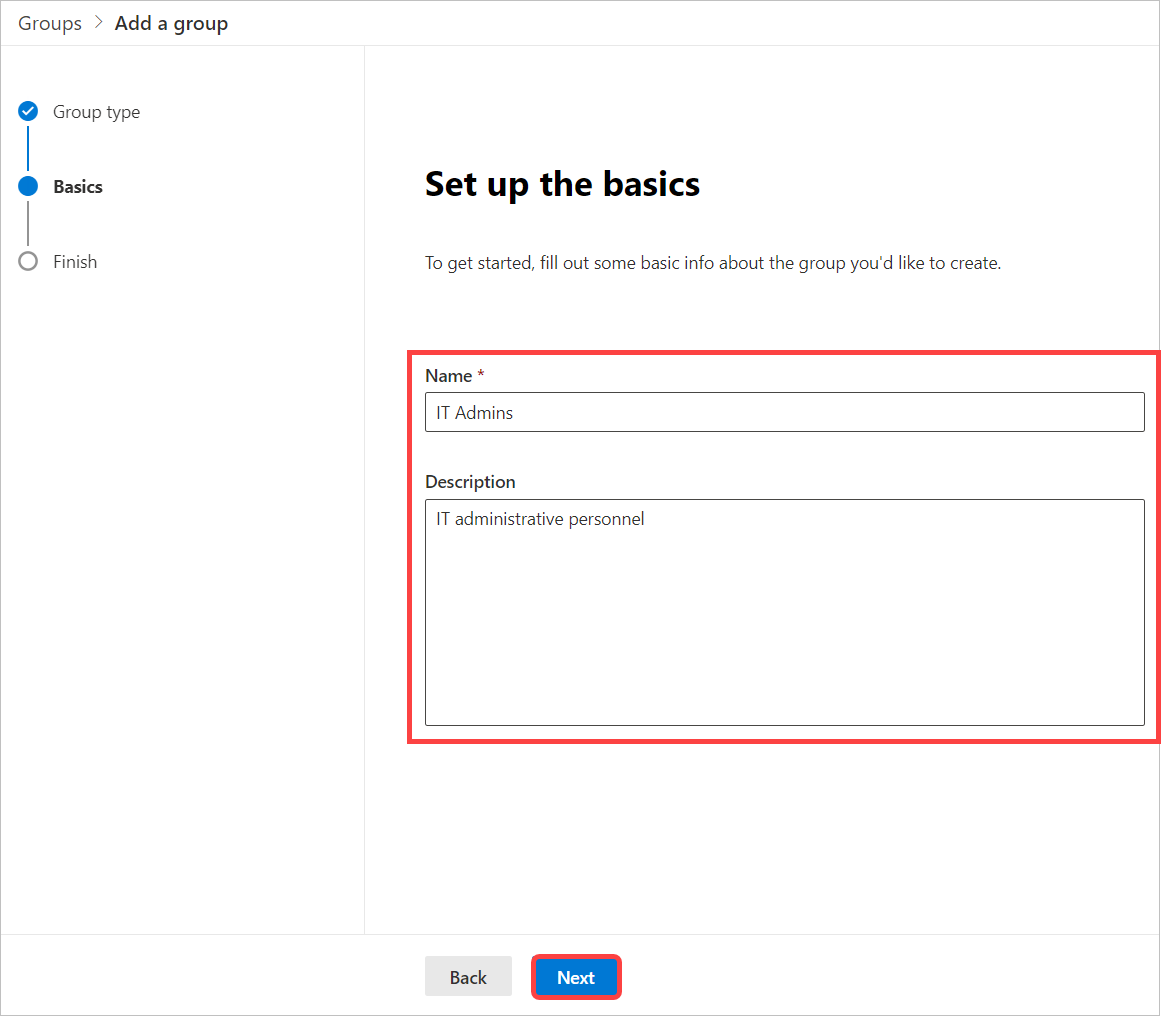 Groups > Add a group
Group type
Basics
Finish
Set up the basics
To get started, fill out some basic info about the group you'd like to create.
Name *
IT Admins
Description
IT administrative personnel
Back
Next